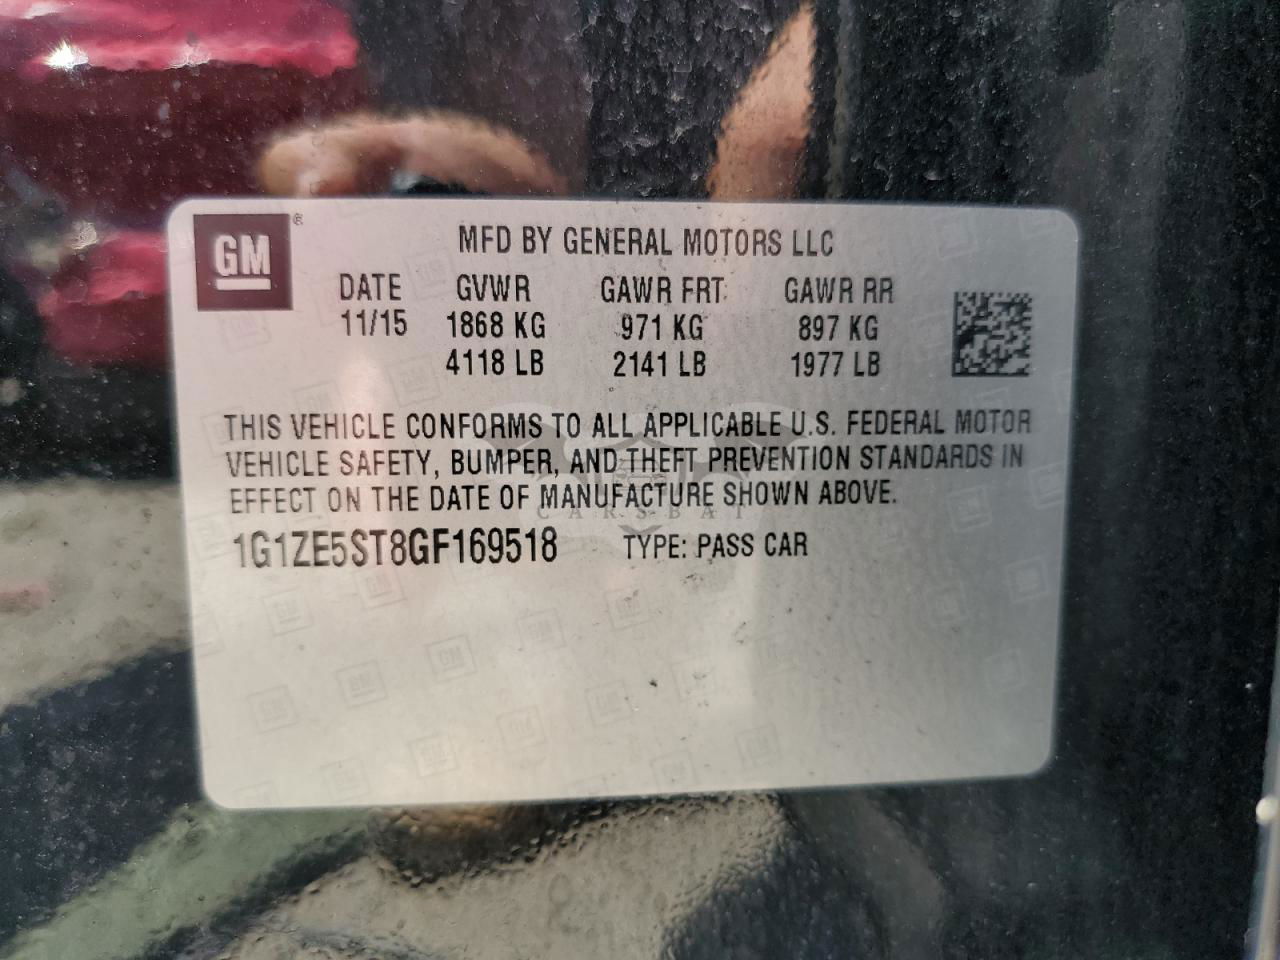 GM ®
MFD BY GENERAL MOTORS LLC
DATE GVWR GAWR FRT GAWR RR
11/15 1868 KG 971 KG 897 KG
4118 LB 2141 LB 1977 LB
THIS VEHICLE CONFORMS TO ALL APPLICABLE U.S. FEDERAL MOTOR
VEHICLE SAFETY, BUMPER, AND THEFT PREVENTION STANDARDS IN
EFFECT ON THE DATE OF MANUFACTURE SHOWN ABOVE.
CARSBAT
1G1ZE5ST8GF169518 TYPE: PASS CAR